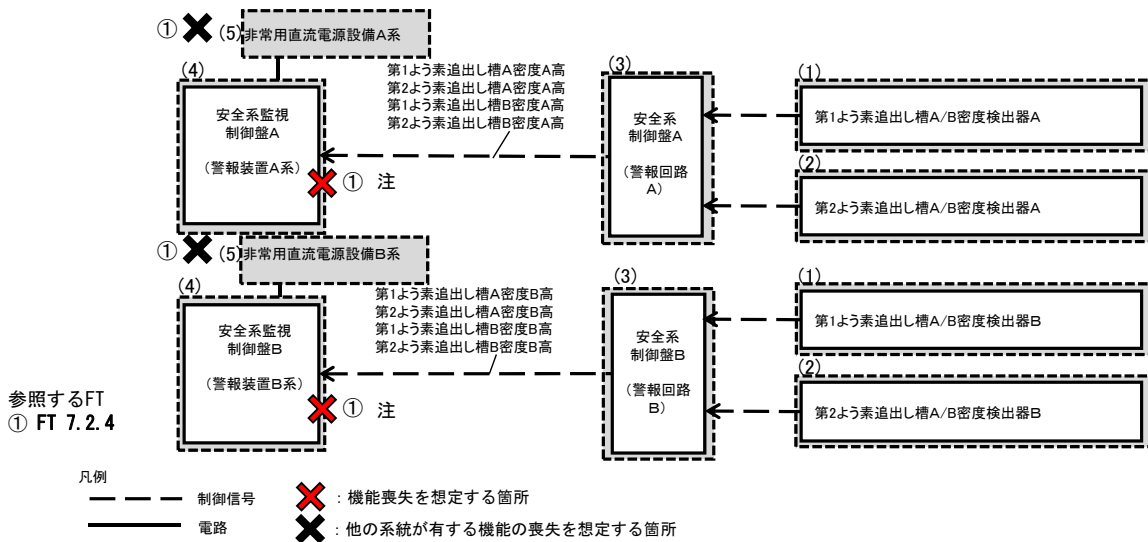 ① (5) 非常用直流電源設備A系
(4)
安全系監視
制御盤A
(警報装置A系)
① 注
第1よう素追出し槽A密度A高
第2よう素追出し槽A密度A高
第1よう素追出し槽B密度A高
第2よう素追出し槽B密度A高
(3)
安全系
制御盤A
(警報回路
A)
(1)
第1よう素追出し槽A/B密度検出器A
(2)
第2よう素追出し槽A/B密度検出器A
① (5) 非常用直流電源設備B系
(4)
安全系監視
制御盤B
(警報装置B系)
① 注
第1よう素追出し槽A密度B高
第2よう素追出し槽A密度B高
第1よう素追出し槽B密度B高
第2よう素追出し槽B密度B高
(3)
安全系
制御盤B
(警報回路
B)
(1)
第1よう素追出し槽A/B密度検出器B
(2)
第2よう素追出し槽A/B密度検出器B
参照するFT
① FT 7.2.4
凡例
制御信号
電路
：機能喪失を想定する箇所
：他の系統が有する機能の喪失を想定する箇所